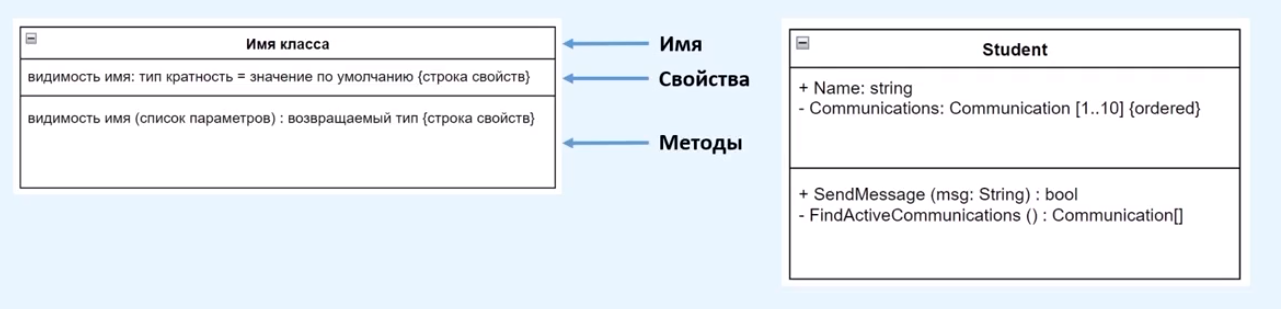 Имя класса
видимость имя: тип кратность = значение по умолчанию {строка свойств}
видимость имя (список параметров) : возвращаемый тип {строка свойств}
Имя
Свойства
Методы
Student
+ Name: string
- Communications: Communication [1..10] {ordered}
+ SendMessage (msg: String) : bool
- FindActiveCommunications () : Communication[]